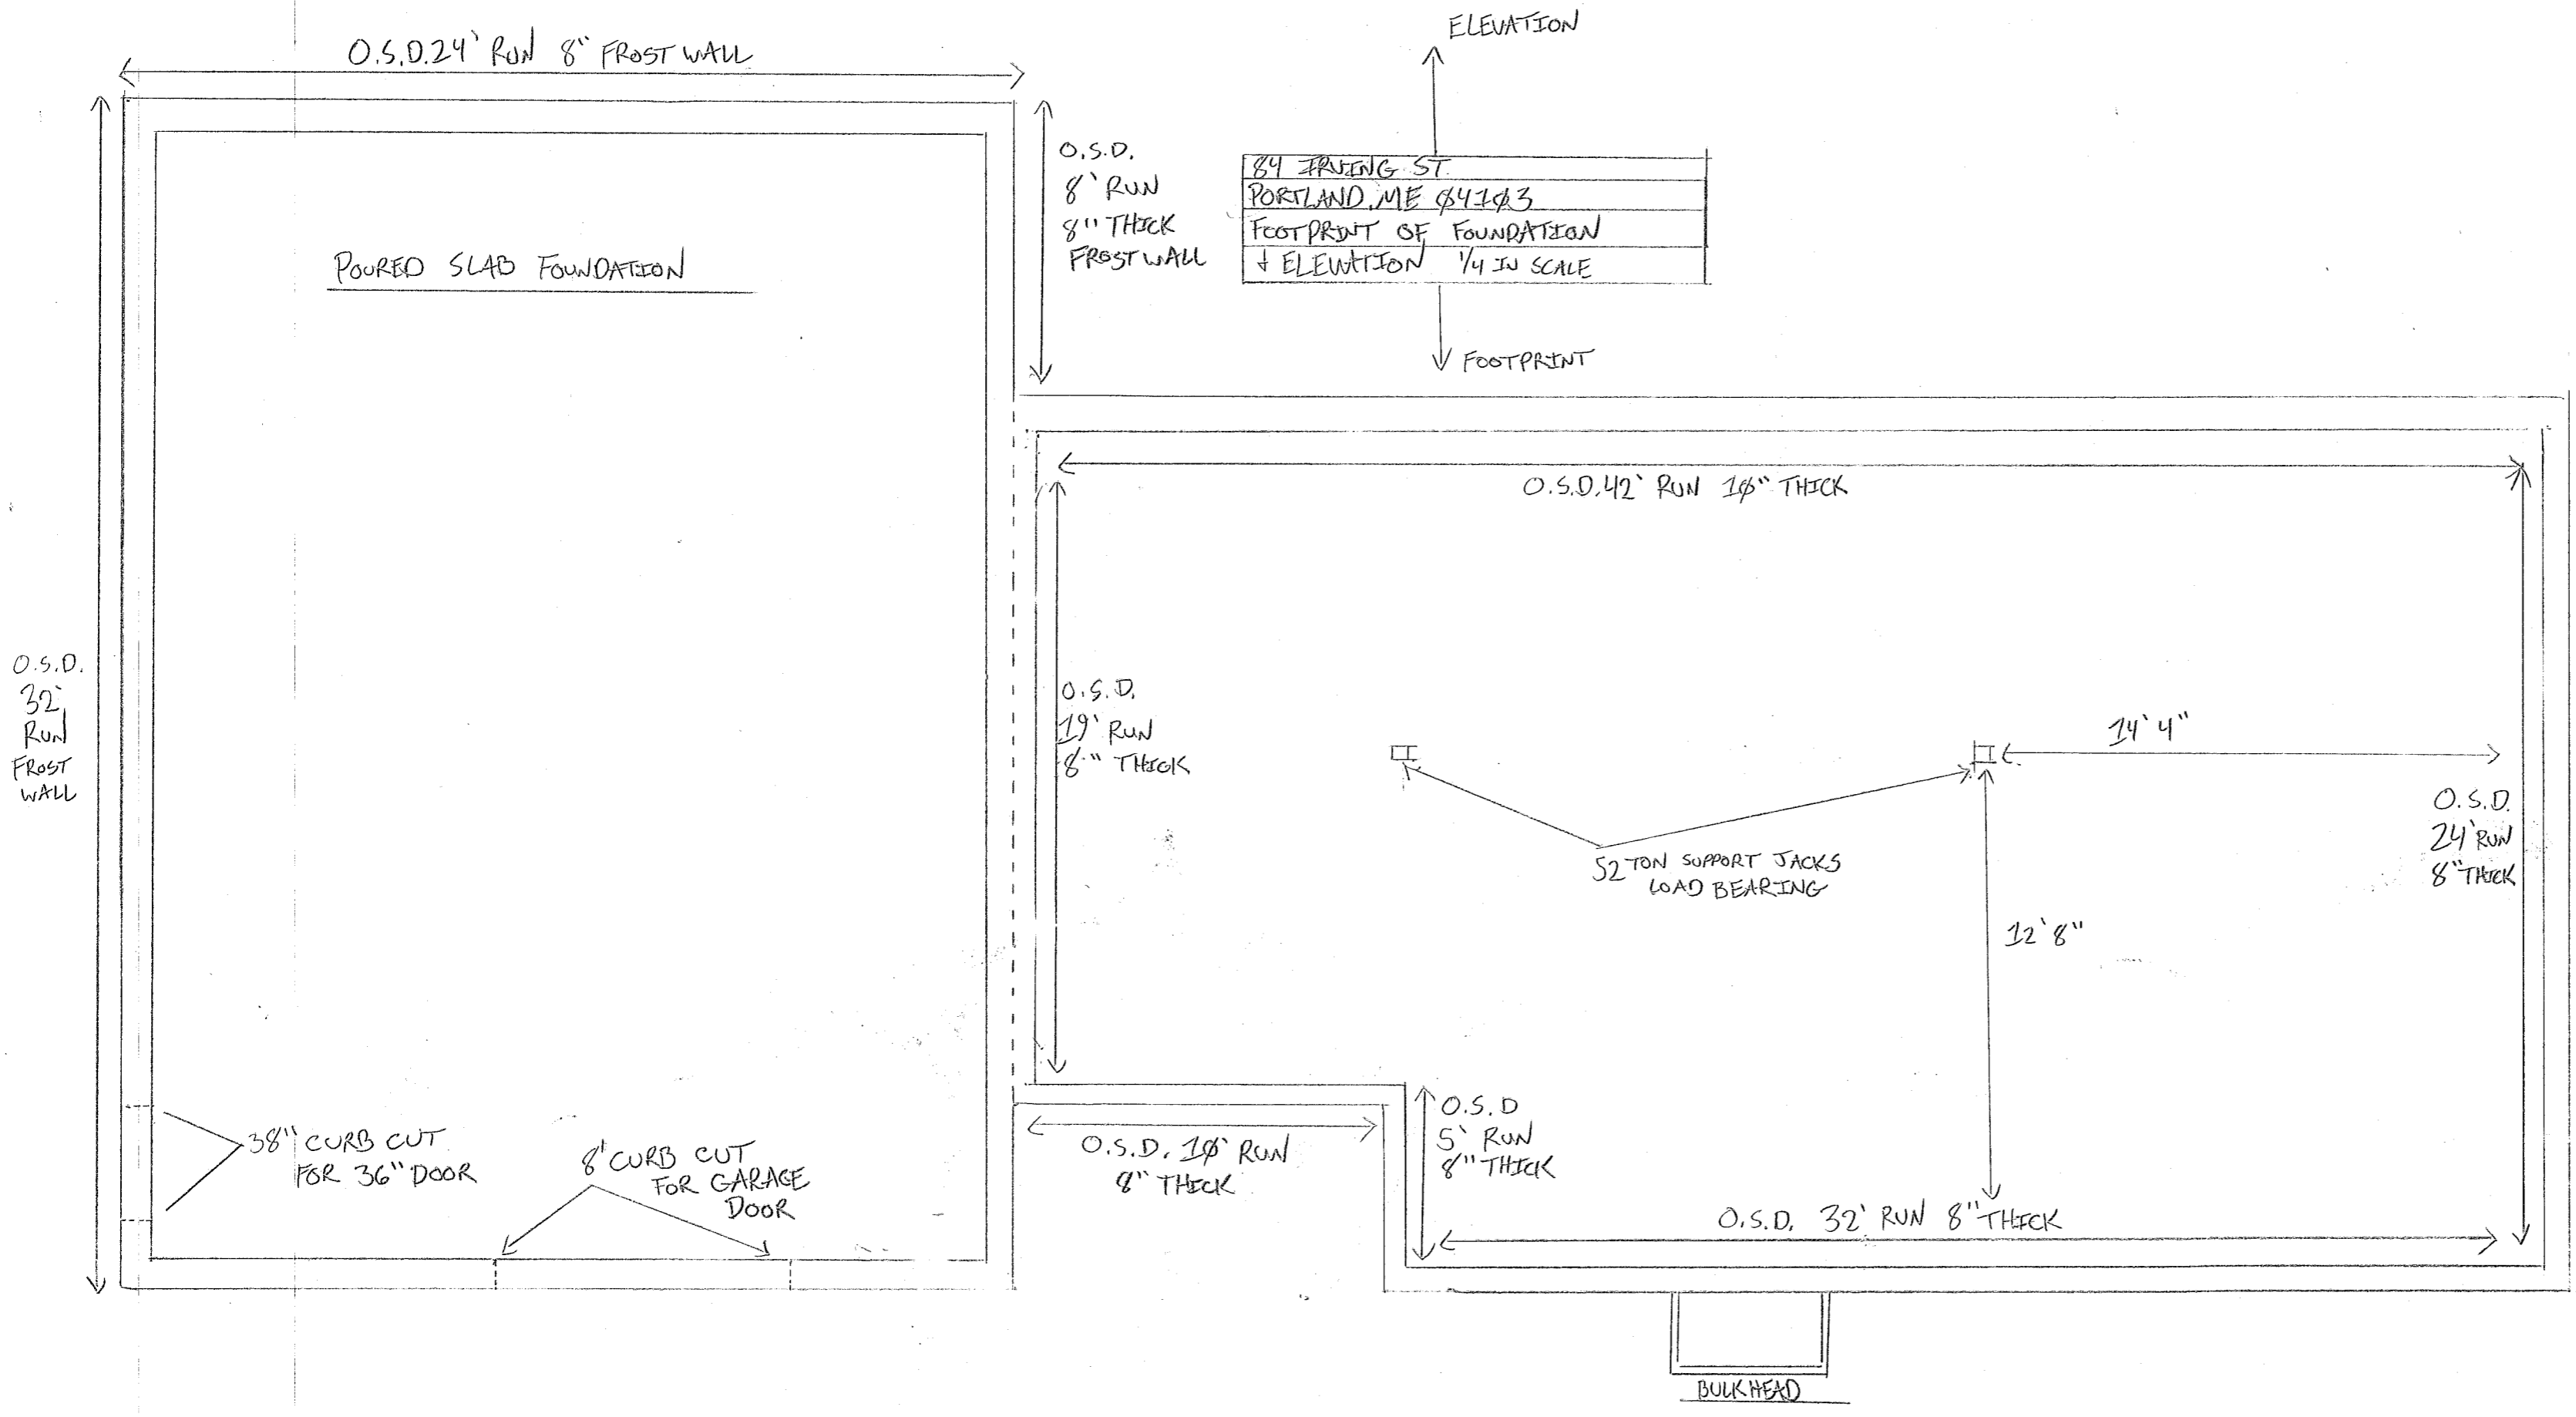 ELEVATION
O.S.D. 24' RUN 8" FROST WALL
O.S.D.
8' RUN
8" THICK
FROST WALL
84 IRVING ST.
PORTLAND, ME 04103
FOOTPRINT OF FOUNDATION
↓ ELEVATION 1/4 IN SCALE
FOOTPRINT
POURED SLAB FOUNDATION
O.S.D. 42' RUN 10" THICK
O.S.D.
32'
RUN
FROST
WALL
O.S.D.
19' RUN
8" THICK
14' 4"
O.S.D.
24' RUN
8" THICK
52 TON SUPPORT JACKS
LOAD BEARING
12' 8"
38" CURB CUT
FOR 36" DOOR
8' CURB CUT
FOR GARAGE
DOOR
O.S.D. 10' RUN
8" THICK
O.S.D
5' RUN
8" THICK
O.S.D. 32' RUN 8" THICK
BULKHEAD